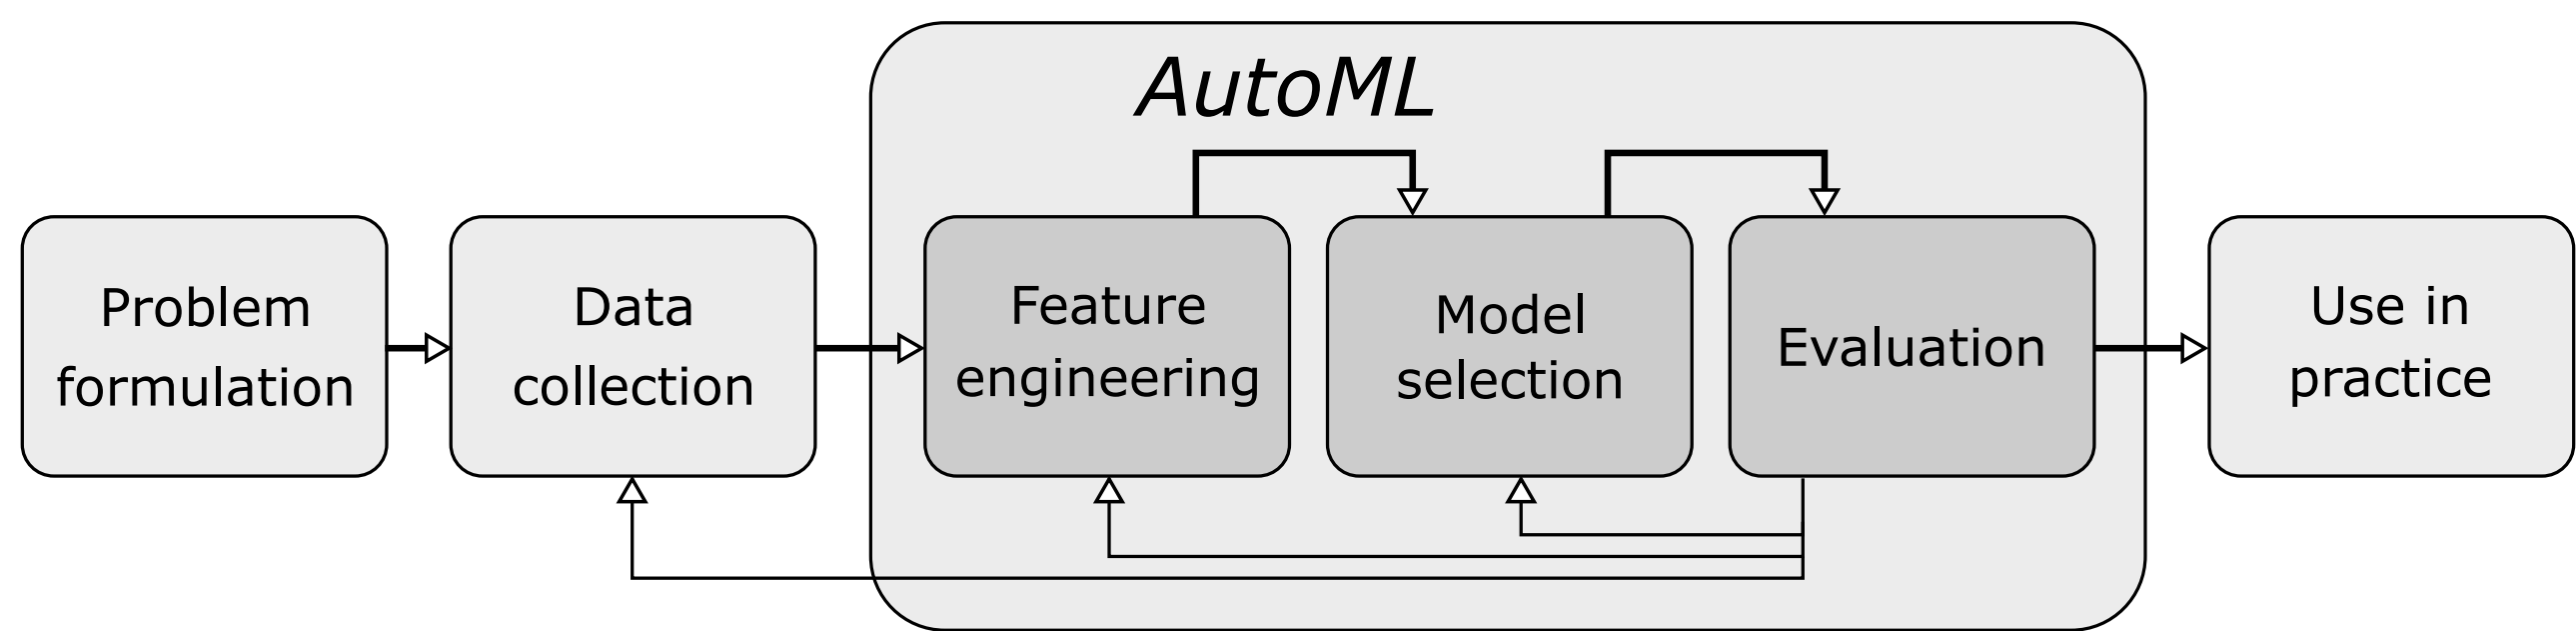 AutoML
Problem
formulation
Data
collection
Feature
engineering
Model
selection
Evaluation
Use in
practice